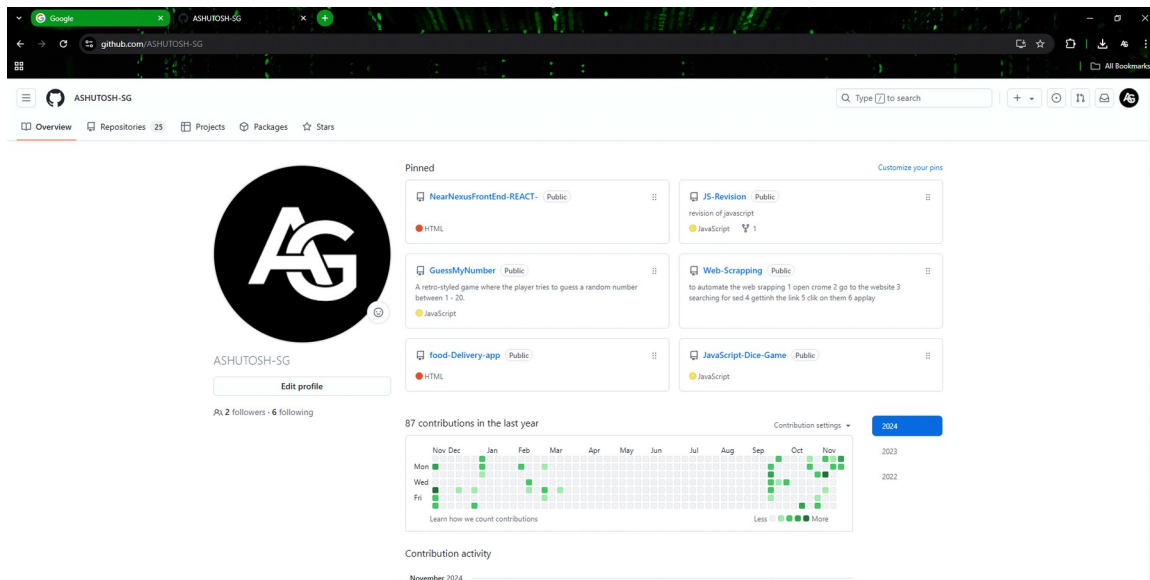 Google
ASHUTOSH-SG
github.com/ASHUTOSH-SG
All Bookmarks
ASHUTOSH-SG
Type / to search
Overview
Repositories 25
Projects
Packages
Stars
AG
ASHUTOSH-SG
Edit profile
2 followers · 6 following
Pinned
Customize your pins
NearNexusFrontEnd-REACT- Public
HTML
JS-Revision Public
revision of javascript
JavaScript 1
GuessMyNumber Public
A retro-styled game where the player tries to guess a random number
between 1 - 20.
JavaScript
Web-Scrapping Public
to automate the web srapping 1 open crome 2 go to the website 3
searching for sed 4 gettinh the link 5 clik on them 6 applay
food-Delivery-app Public
HTML
JavaScript-Dice-Game Public
JavaScript
87 contributions in the last year
Contribution settings
2024
2023
2022
Nov Dec Jan Feb Mar Apr May Jun Jul Aug Sep Oct Nov
Mon
Wed
Fri
Learn how we count contributions
Less More
Contribution activity
November 2024